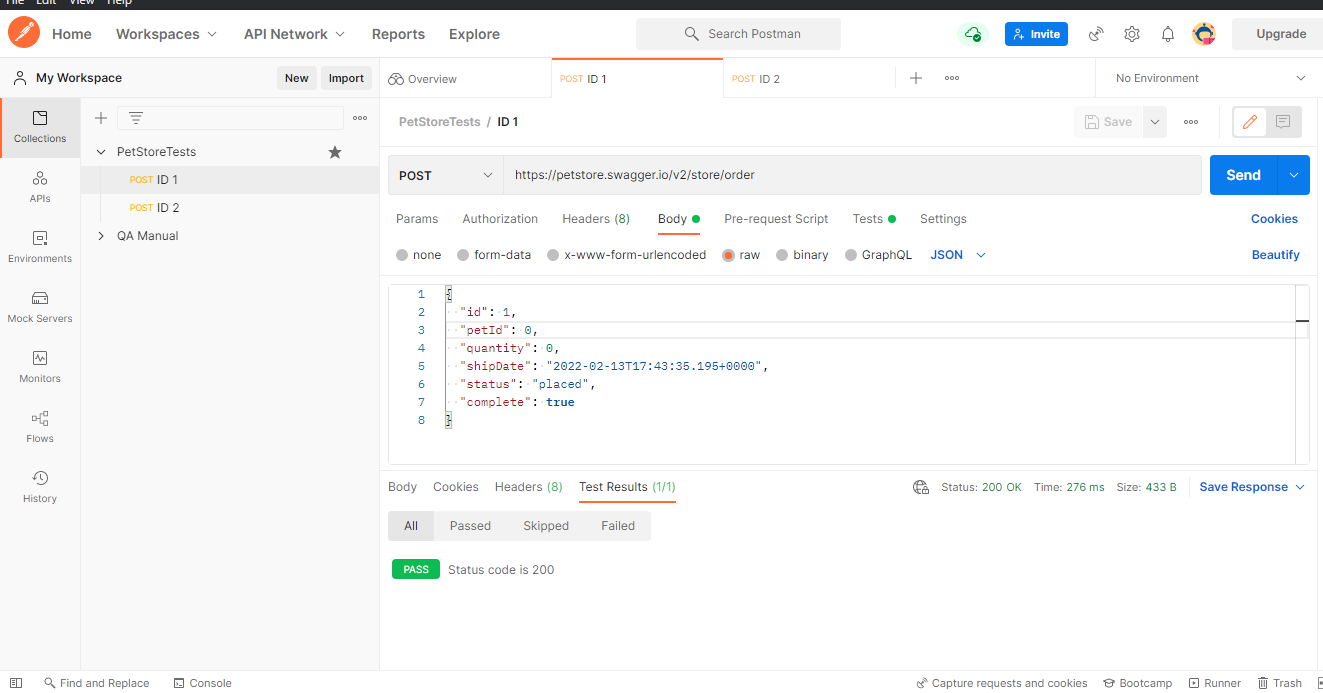 File Edit View Help
Home Workspaces API Network Reports Explore Search Postman Invite Upgrade
My Workspace New Import Overview POST ID 1 POST ID 2 No Environment
Collections
APIs
Environments
Mock Servers
Monitors
Flows
History
PetStoreTests
POST ID 1
POST ID 2
QA Manual
PetStoreTests / ID 1 Save
POST https://petstore.swagger.io/v2/store/order Send
Params Authorization Headers (8) Body Pre-request Script Tests Settings Cookies
none form-data x-www-form-urlencoded raw binary GraphQL JSON Beautify
1 {
2 "id": 1,
3 "petId": 0,
4 "quantity": 0,
5 "shipDate": "2022-02-13T17:43:35.195+0000",
6 "status": "placed",
7 "complete": true
8 }
Body Cookies Headers (8) Test Results (1/1) Status: 200 OK Time: 276 ms Size: 433 B Save Response
All Passed Skipped Failed
PASS Status code is 200
Find and Replace Console Capture requests and cookies Bootcamp Runner Trash